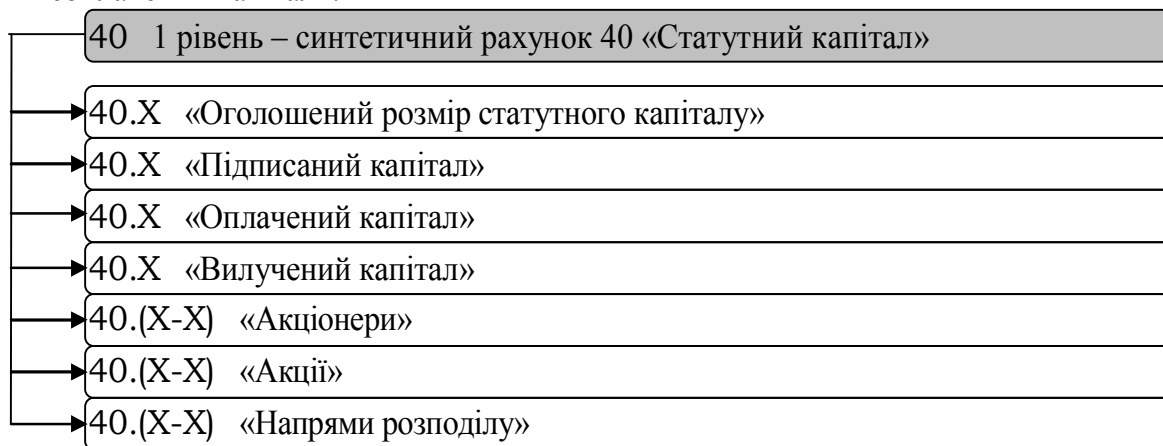 40 1 рівень – синтетичний рахунок 40 «Статутний капітал»
40.X «Оголошений розмір статутного капіталу»
40.X «Підписаний капітал»
40.X «Оплачений капітал»
40.X «Вилучений капітал»
40.(X-X) «Акціонери»
40.(X-X) «Акції»
40.(X-X) «Напрями розподілу»